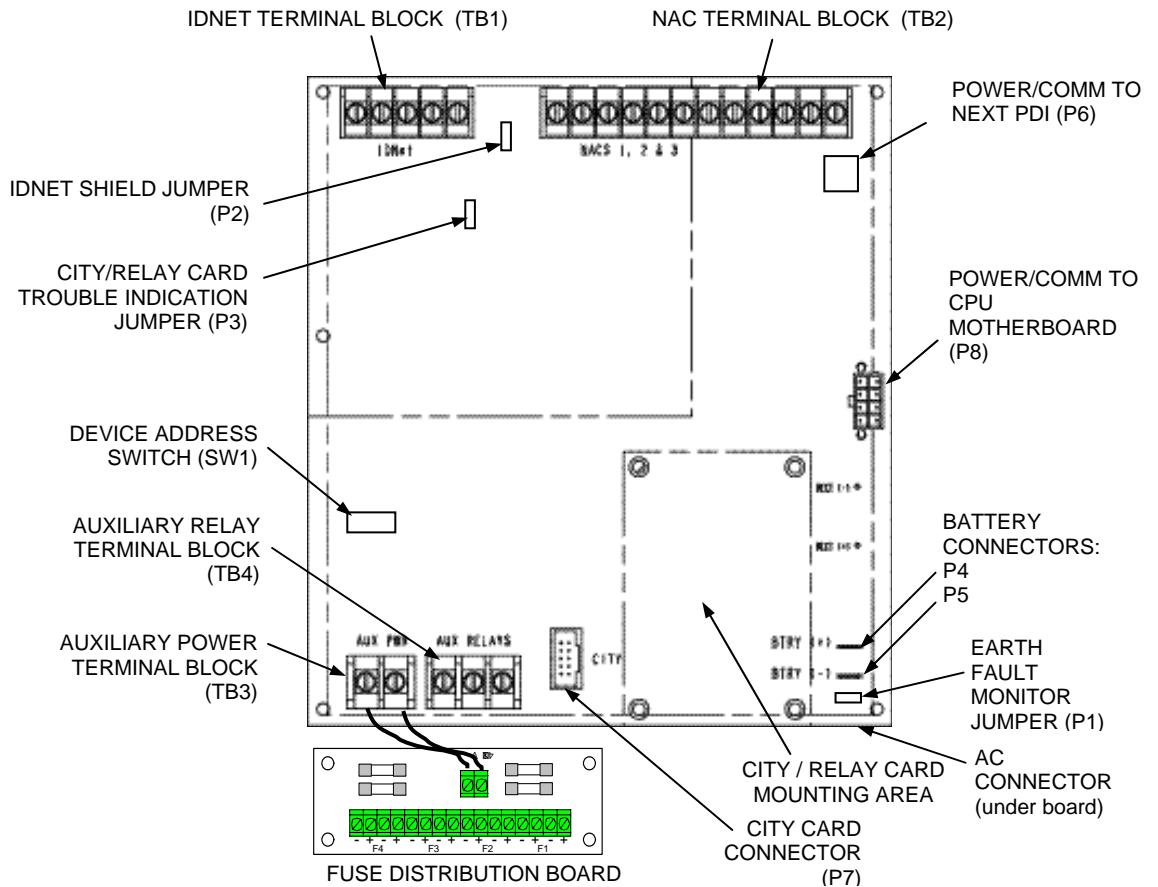 IDNET TERMINAL BLOCK (TB1)
NAC TERMINAL BLOCK (TB2)
POWER/COMM TO
NEXT PDI (P6)
IDNet
NACS 1, 2 & 3
IDNET SHIELD JUMPER
(P2)
CITY/RELAY CARD
TROUBLE INDICATION
JUMPER (P3)
POWER/COMM TO
CPU
MOTHERBOARD
(P8)
DEVICE ADDRESS
SWITCH (SW1)
AUXILIARY RELAY
TERMINAL BLOCK
(TB4)
BATTERY
CONNECTORS:
P4
P5
AUXILIARY POWER
TERMINAL BLOCK
(TB3)
AUX PWR
AUX RELAYS
CITY
BTRY (+)
BTRY (-)
EARTH
FAULT
MONITOR
JUMPER (P1)
AC
CONNECTOR
(under board)
CITY / RELAY CARD
MOUNTING AREA
CITY CARD
CONNECTOR
(P7)
- + - + - + - + - + - + - + - +
F4 F3 F2 F1
FUSE DISTRIBUTION BOARD